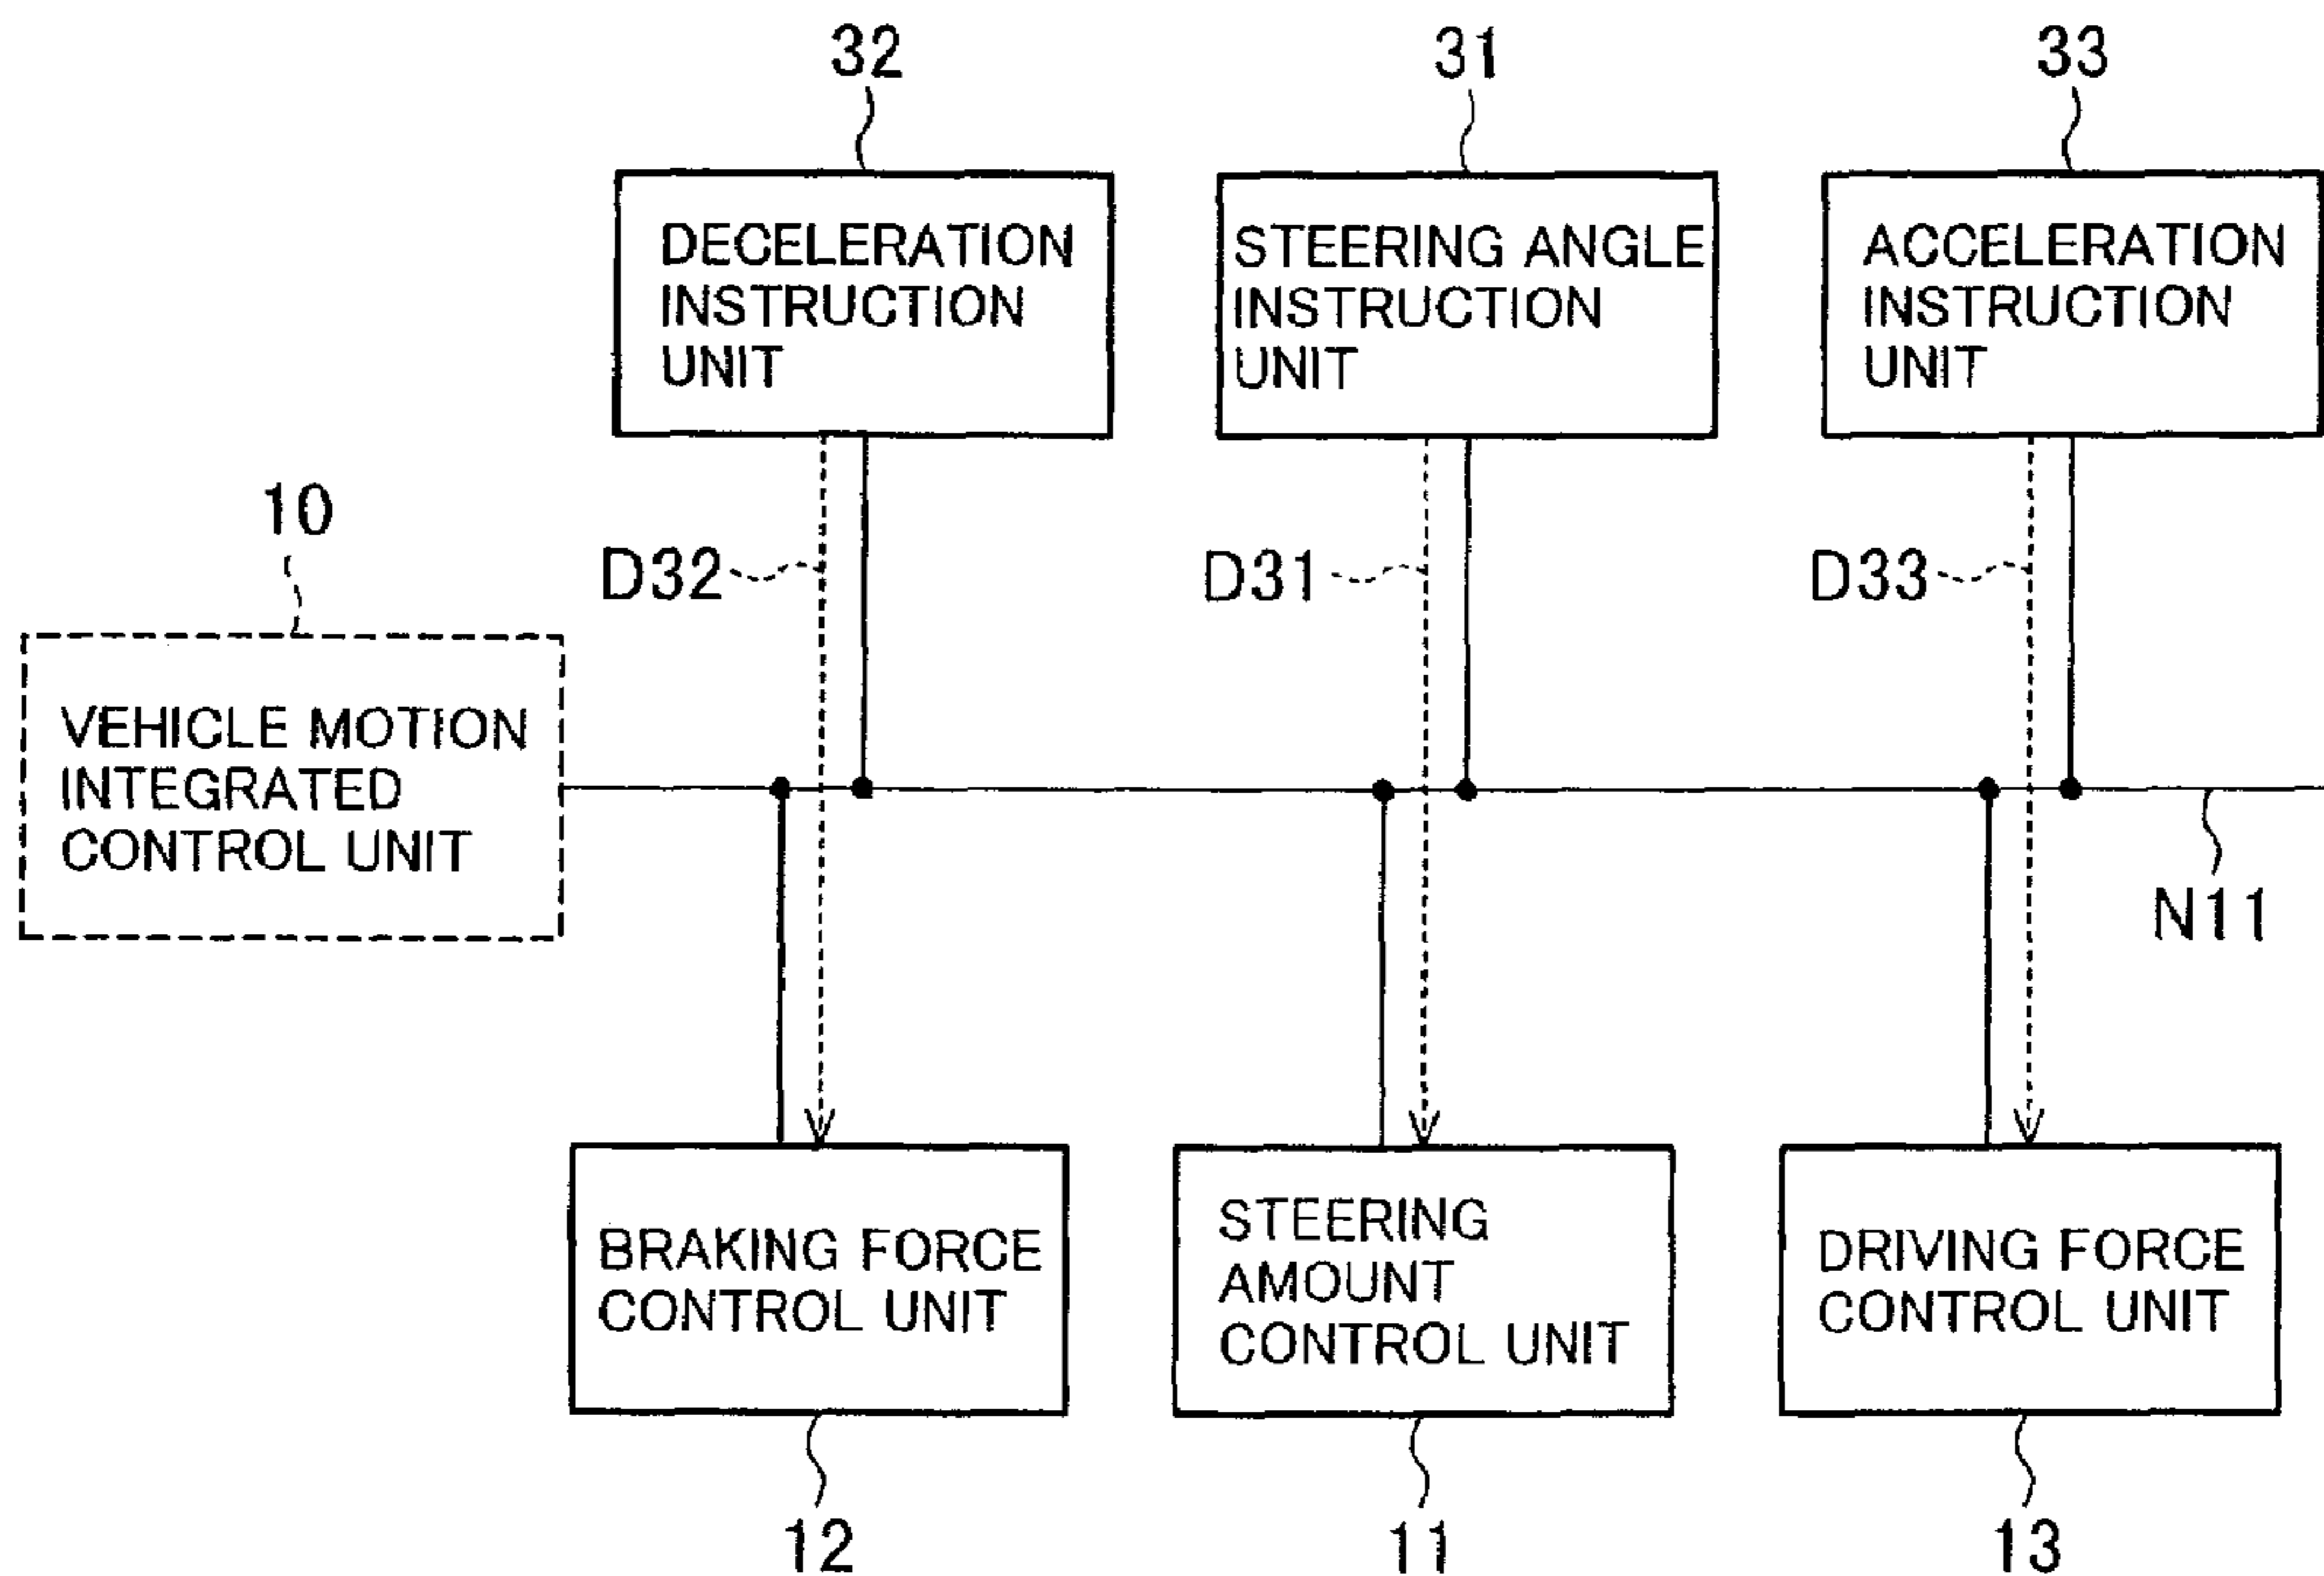 32
31
33
DECELERATION
INSTRUCTION
UNIT
STEERING ANGLE
INSTRUCTION
UNIT
ACCELERATION
INSTRUCTION
UNIT
10
D32
D31
D33
VEHICLE MOTION
INTEGRATED
CONTROL UNIT
N11
BRAKING FORCE
CONTROL UNIT
STEERING
AMOUNT
CONTROL UNIT
DRIVING FORCE
CONTROL UNIT
12
11
13